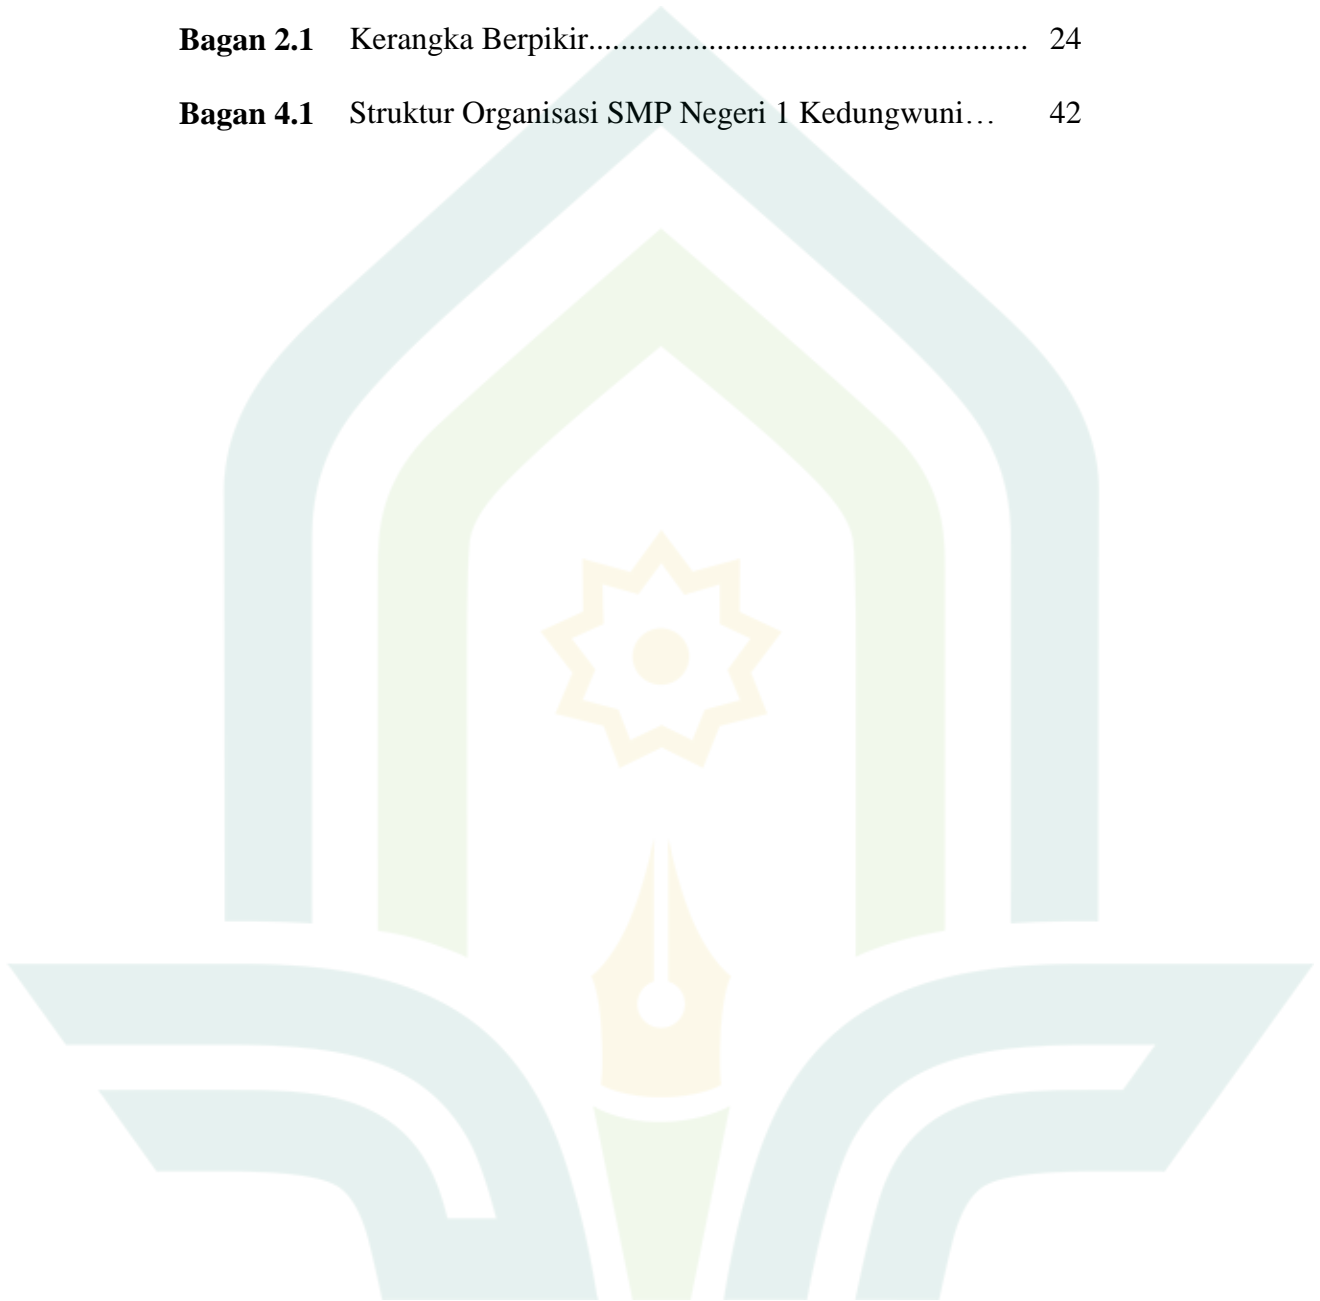 Bagan 2.1 Kerangka Berpikir....................................................... 24
Bagan 4.1 Struktur Organisasi SMP Negeri 1 Kedungwuni… 42